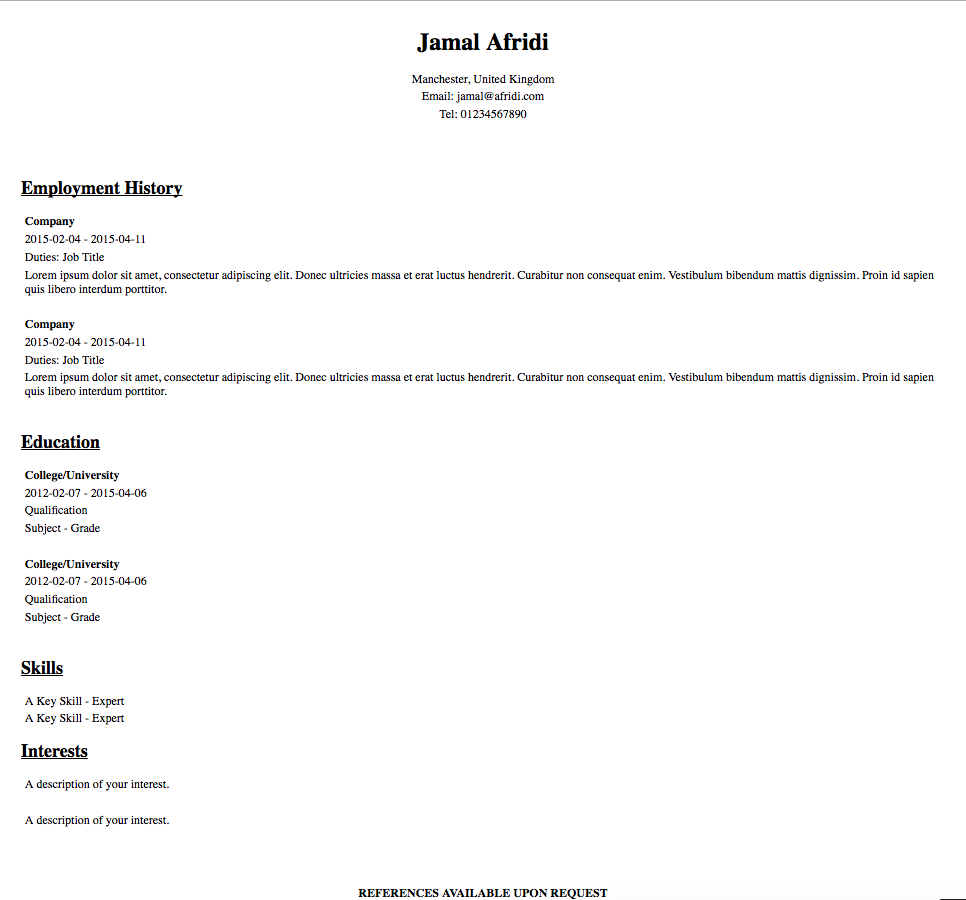 Jamal Afridi
Manchester, United Kingdom
Email: jamal@afridi.com
Tel: 01234567890
Employment History
Company
2015-02-04 - 2015-04-11
Duties: Job Title
Lorem ipsum dolor sit amet, consectetur adipiscing elit. Donec ultricies massa et erat luctus hendrerit. Curabitur non consequat enim. Vestibulum bibendum mattis dignissim. Proin id sapien
quis libero interdum porttitor.
Company
2015-02-04 - 2015-04-11
Duties: Job Title
Lorem ipsum dolor sit amet, consectetur adipiscing elit. Donec ultricies massa et erat luctus hendrerit. Curabitur non consequat enim. Vestibulum bibendum mattis dignissim. Proin id sapien
quis libero interdum porttitor.
Education
College/University
2012-02-07 - 2015-04-06
Qualification
Subject - Grade
College/University
2012-02-07 - 2015-04-06
Qualification
Subject - Grade
Skills
A Key Skill - Expert
A Key Skill - Expert
Interests
A description of your interest.
A description of your interest.
REFERENCES AVAILABLE UPON REQUEST